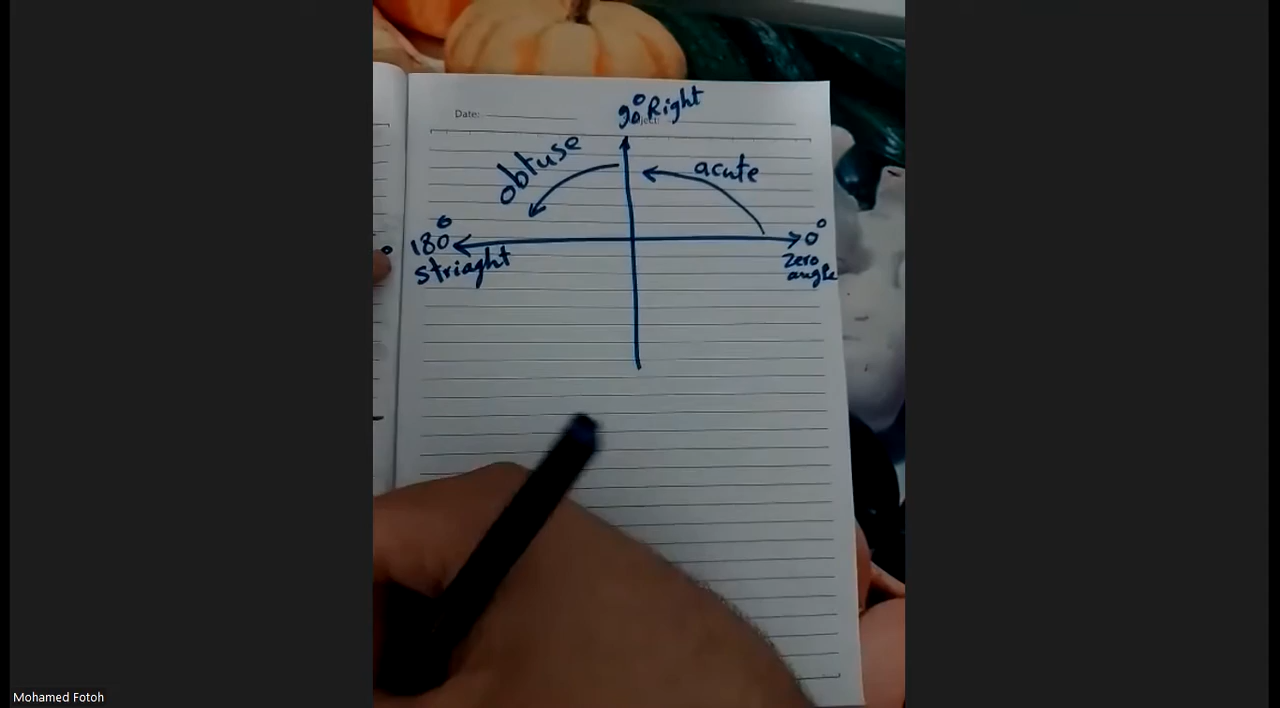 90° Right
Date:
obtuse
acute
180°
0°
Striaght
Zero
angle
Mohamed Fotoh